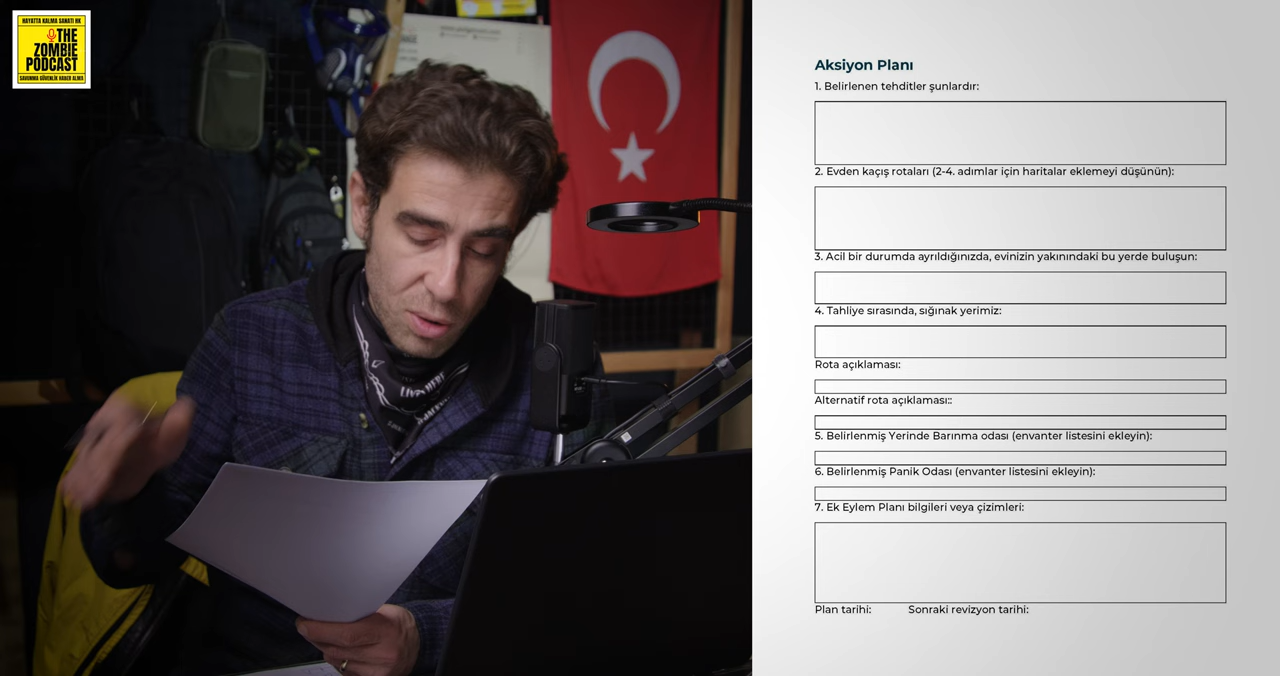 HAYATTA KALMA SANATI HK
THE
ZOMBIE
PODCAST
SAVUNMA GÜVENLİK HABER ALMA
Aksiyon Planı
1. Belirlenen tehditler şunlardır:
2. Evden kaçış rotaları (2-4. adımlar için haritalar eklemeyi düşünün):
3. Acil bir durumda ayrıldığınızda, evinizin yakınındaki bu yerde buluşun:
4. Tahliye sırasında, sığınak yerimiz:
Rota açıklaması:
Alternatif rota açıklaması::
5. Belirlenmiş Yerinde Barınma odası (envanter listesini ekleyin):
6. Belirlenmiş Panik Odası (envanter listesini ekleyin):
7. Ek Eylem Planı bilgileri veya çizimleri:
Plan tarihi: Sonraki revizyon tarihi: